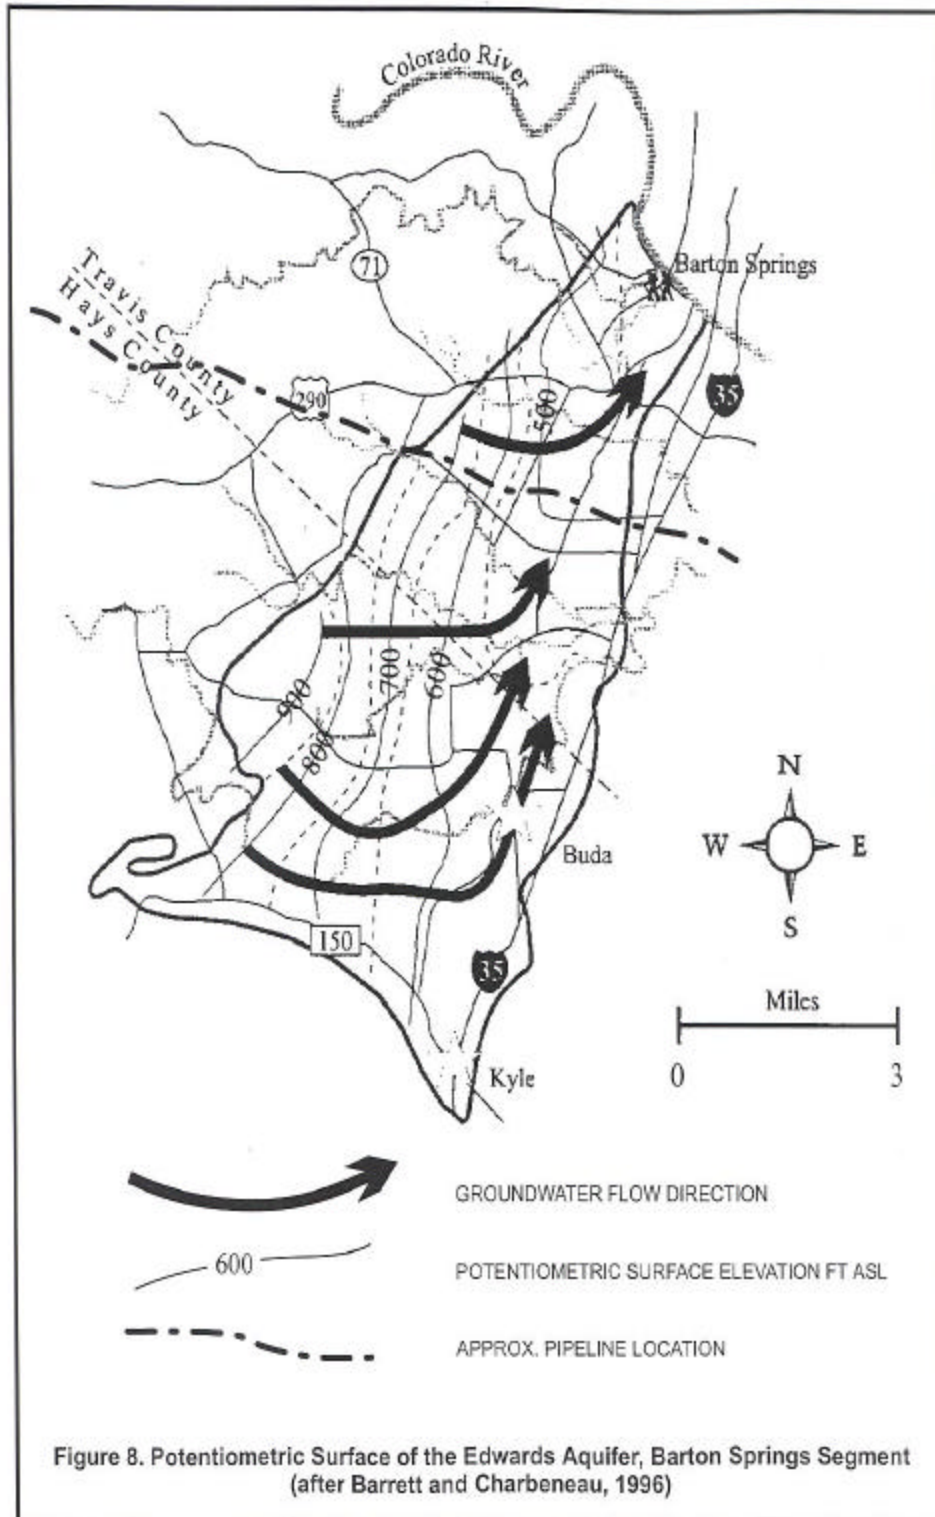 Colorado River
71
Barton Springs
Travis County
Hays County
290
35
500
700
600
900
800
Buda
150
35
Kyle
N
W E
S
Miles
0 3
GROUNDWATER FLOW DIRECTION
600
POTENTIOMETRIC SURFACE ELEVATION FT ASL
APPROX. PIPELINE LOCATION
Figure 8. Potentiometric Surface of the Edwards Aquifer, Barton Springs Segment
(after Barrett and Charbeneau, 1996)